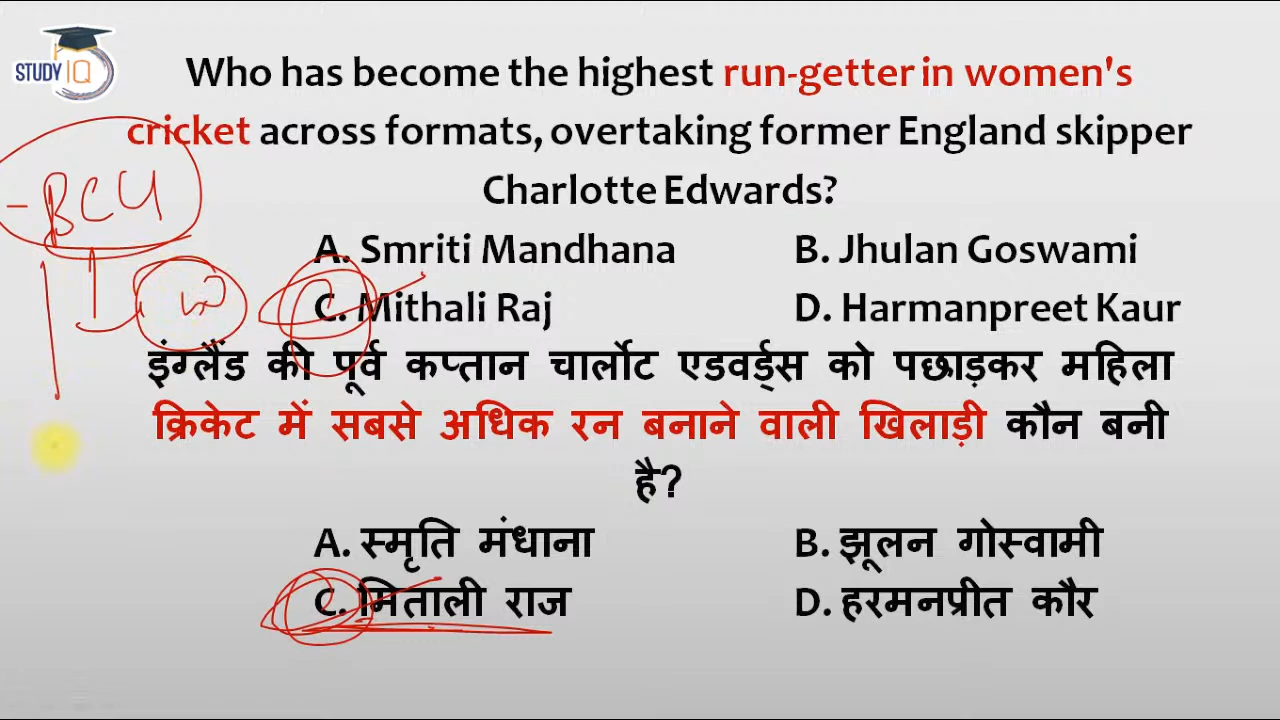 STUDY IQ
Who has become the highest run-getter in women's
cricket across formats, overtaking former England skipper
Charlotte Edwards?
A. Smriti Mandhana B. Jhulan Goswami
C. Mithali Raj D. Harmanpreet Kaur
इंग्लैंड की पूर्व कप्तान चार्लोट एडवर्ड्स को पछाड़कर महिला
क्रिकेट में सबसे अधिक रन बनाने वाली खिलाड़ी कौन बनी
है?
A. स्मृति मंधाना B. झूलन गोस्वामी
C. मिताली राज D. हरमनप्रीत कौर